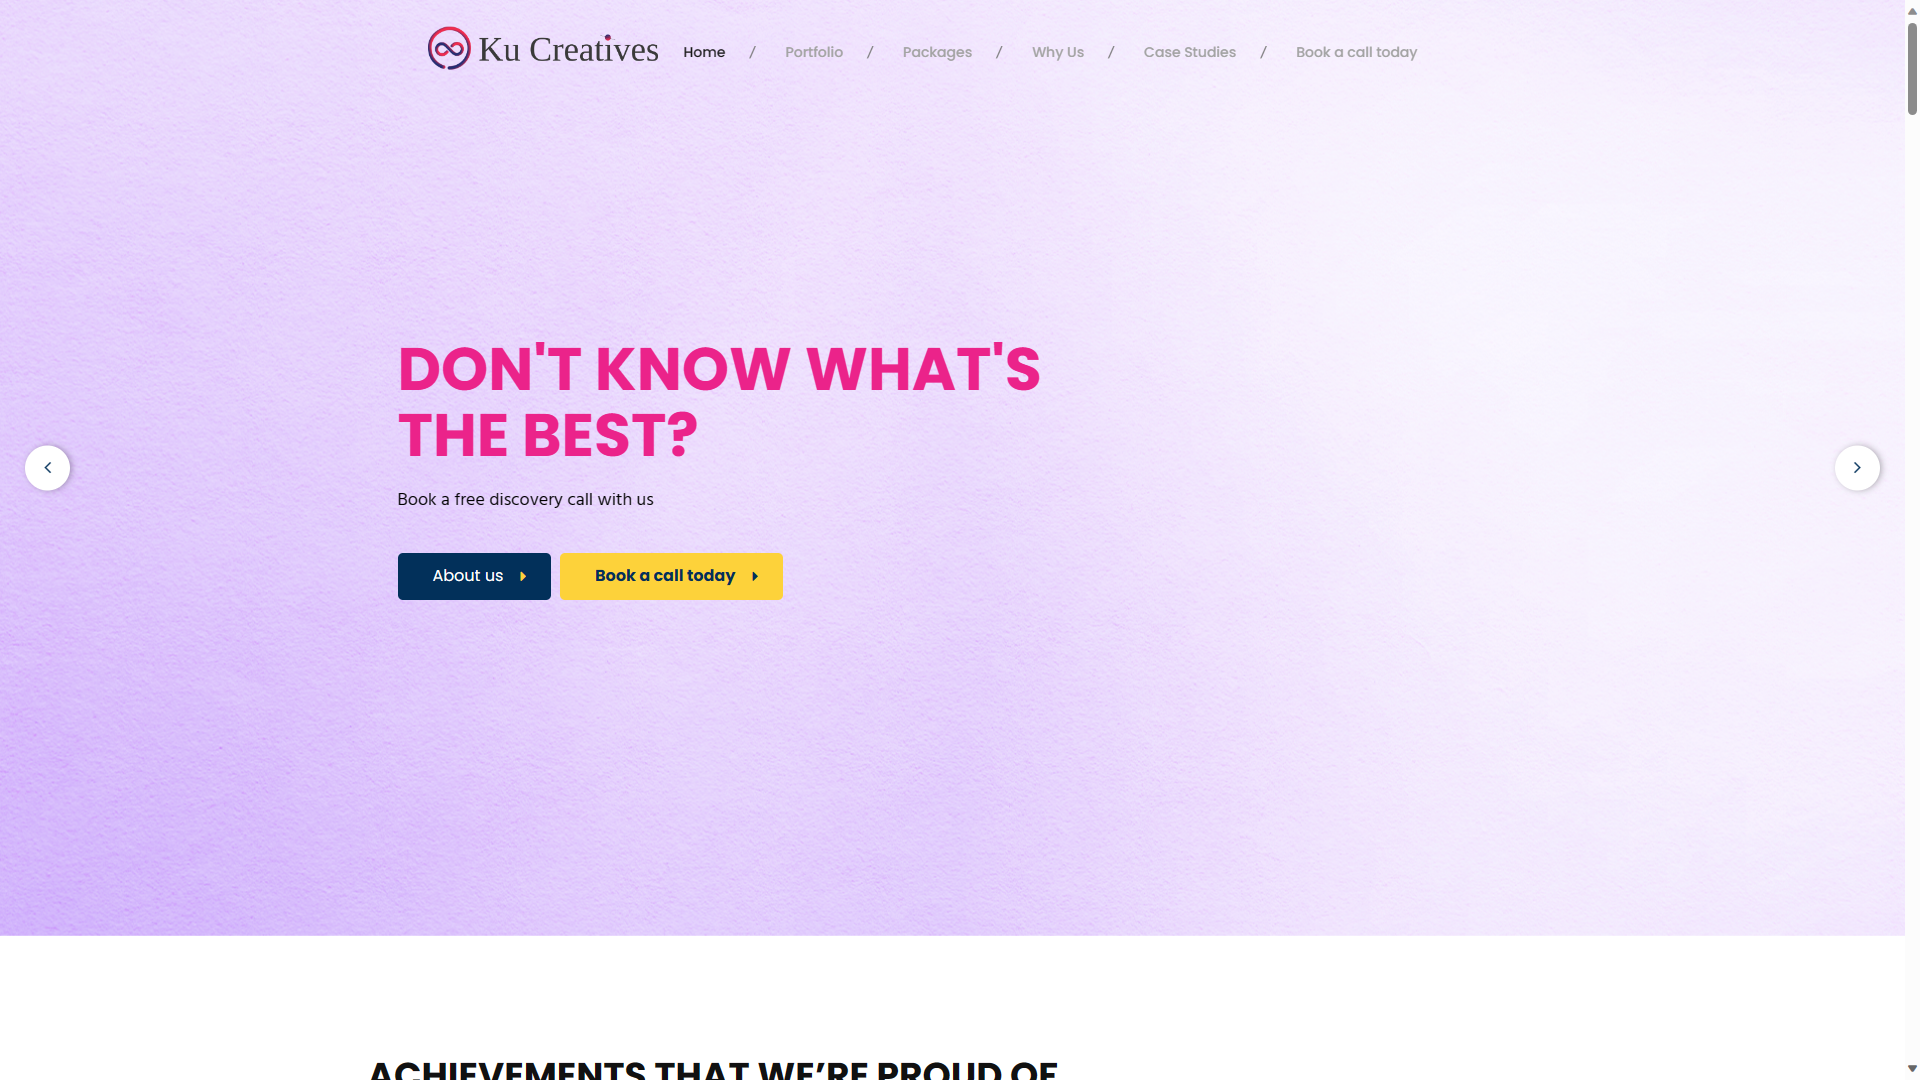 Ku Creatives
Home / Portfolio / Packages / Why Us / Case Studies / Book a call today
DON'T KNOW WHAT'S
THE BEST?
Book a free discovery call with us
About us
Book a call today
ACHIEVEMENTS THAT WE’RE PROUD OF